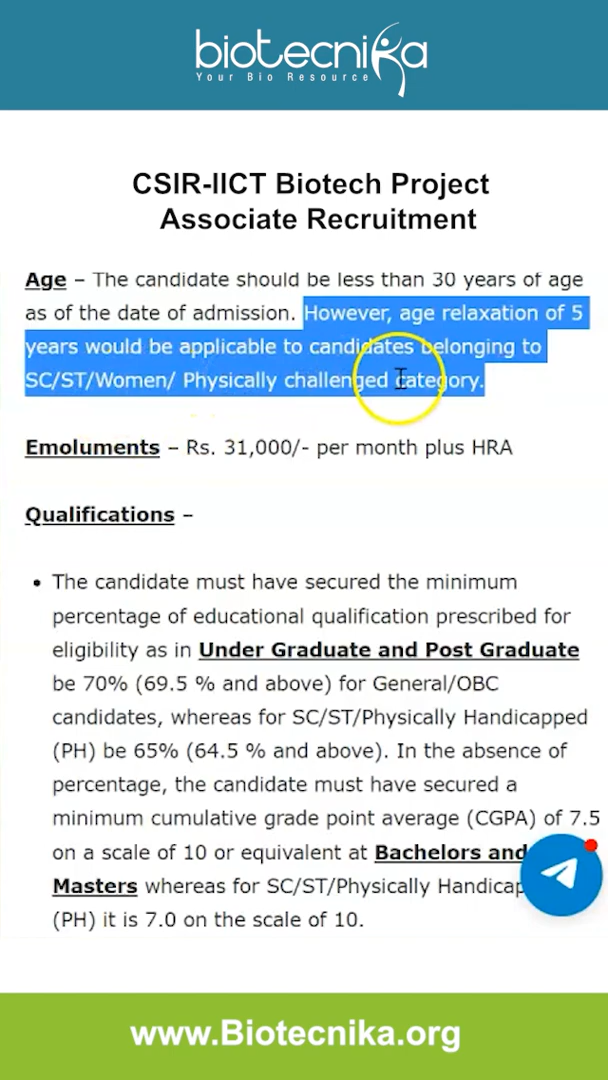 biotecnika
Your Bio Resource
CSIR-IICT Biotech Project
Associate Recruitment
Age – The candidate should be less than 30 years of age
as of the date of admission. However, age relaxation of 5
years would be applicable to candidates belonging to
SC/ST/Women/ Physically challenged category.
Emoluments – Rs. 31,000/- per month plus HRA
Qualifications –
• The candidate must have secured the minimum
percentage of educational qualification prescribed for
eligibility as in Under Graduate and Post Graduate
be 70% (69.5 % and above) for General/OBC
candidates, whereas for SC/ST/Physically Handicapped
(PH) be 65% (64.5 % and above). In the absence of
percentage, the candidate must have secured a
minimum cumulative grade point average (CGPA) of 7.5
on a scale of 10 or equivalent at Bachelors and
Masters whereas for SC/ST/Physically
(PH) it is 7.0 on the scale of 10.
www.Biotecnika.org